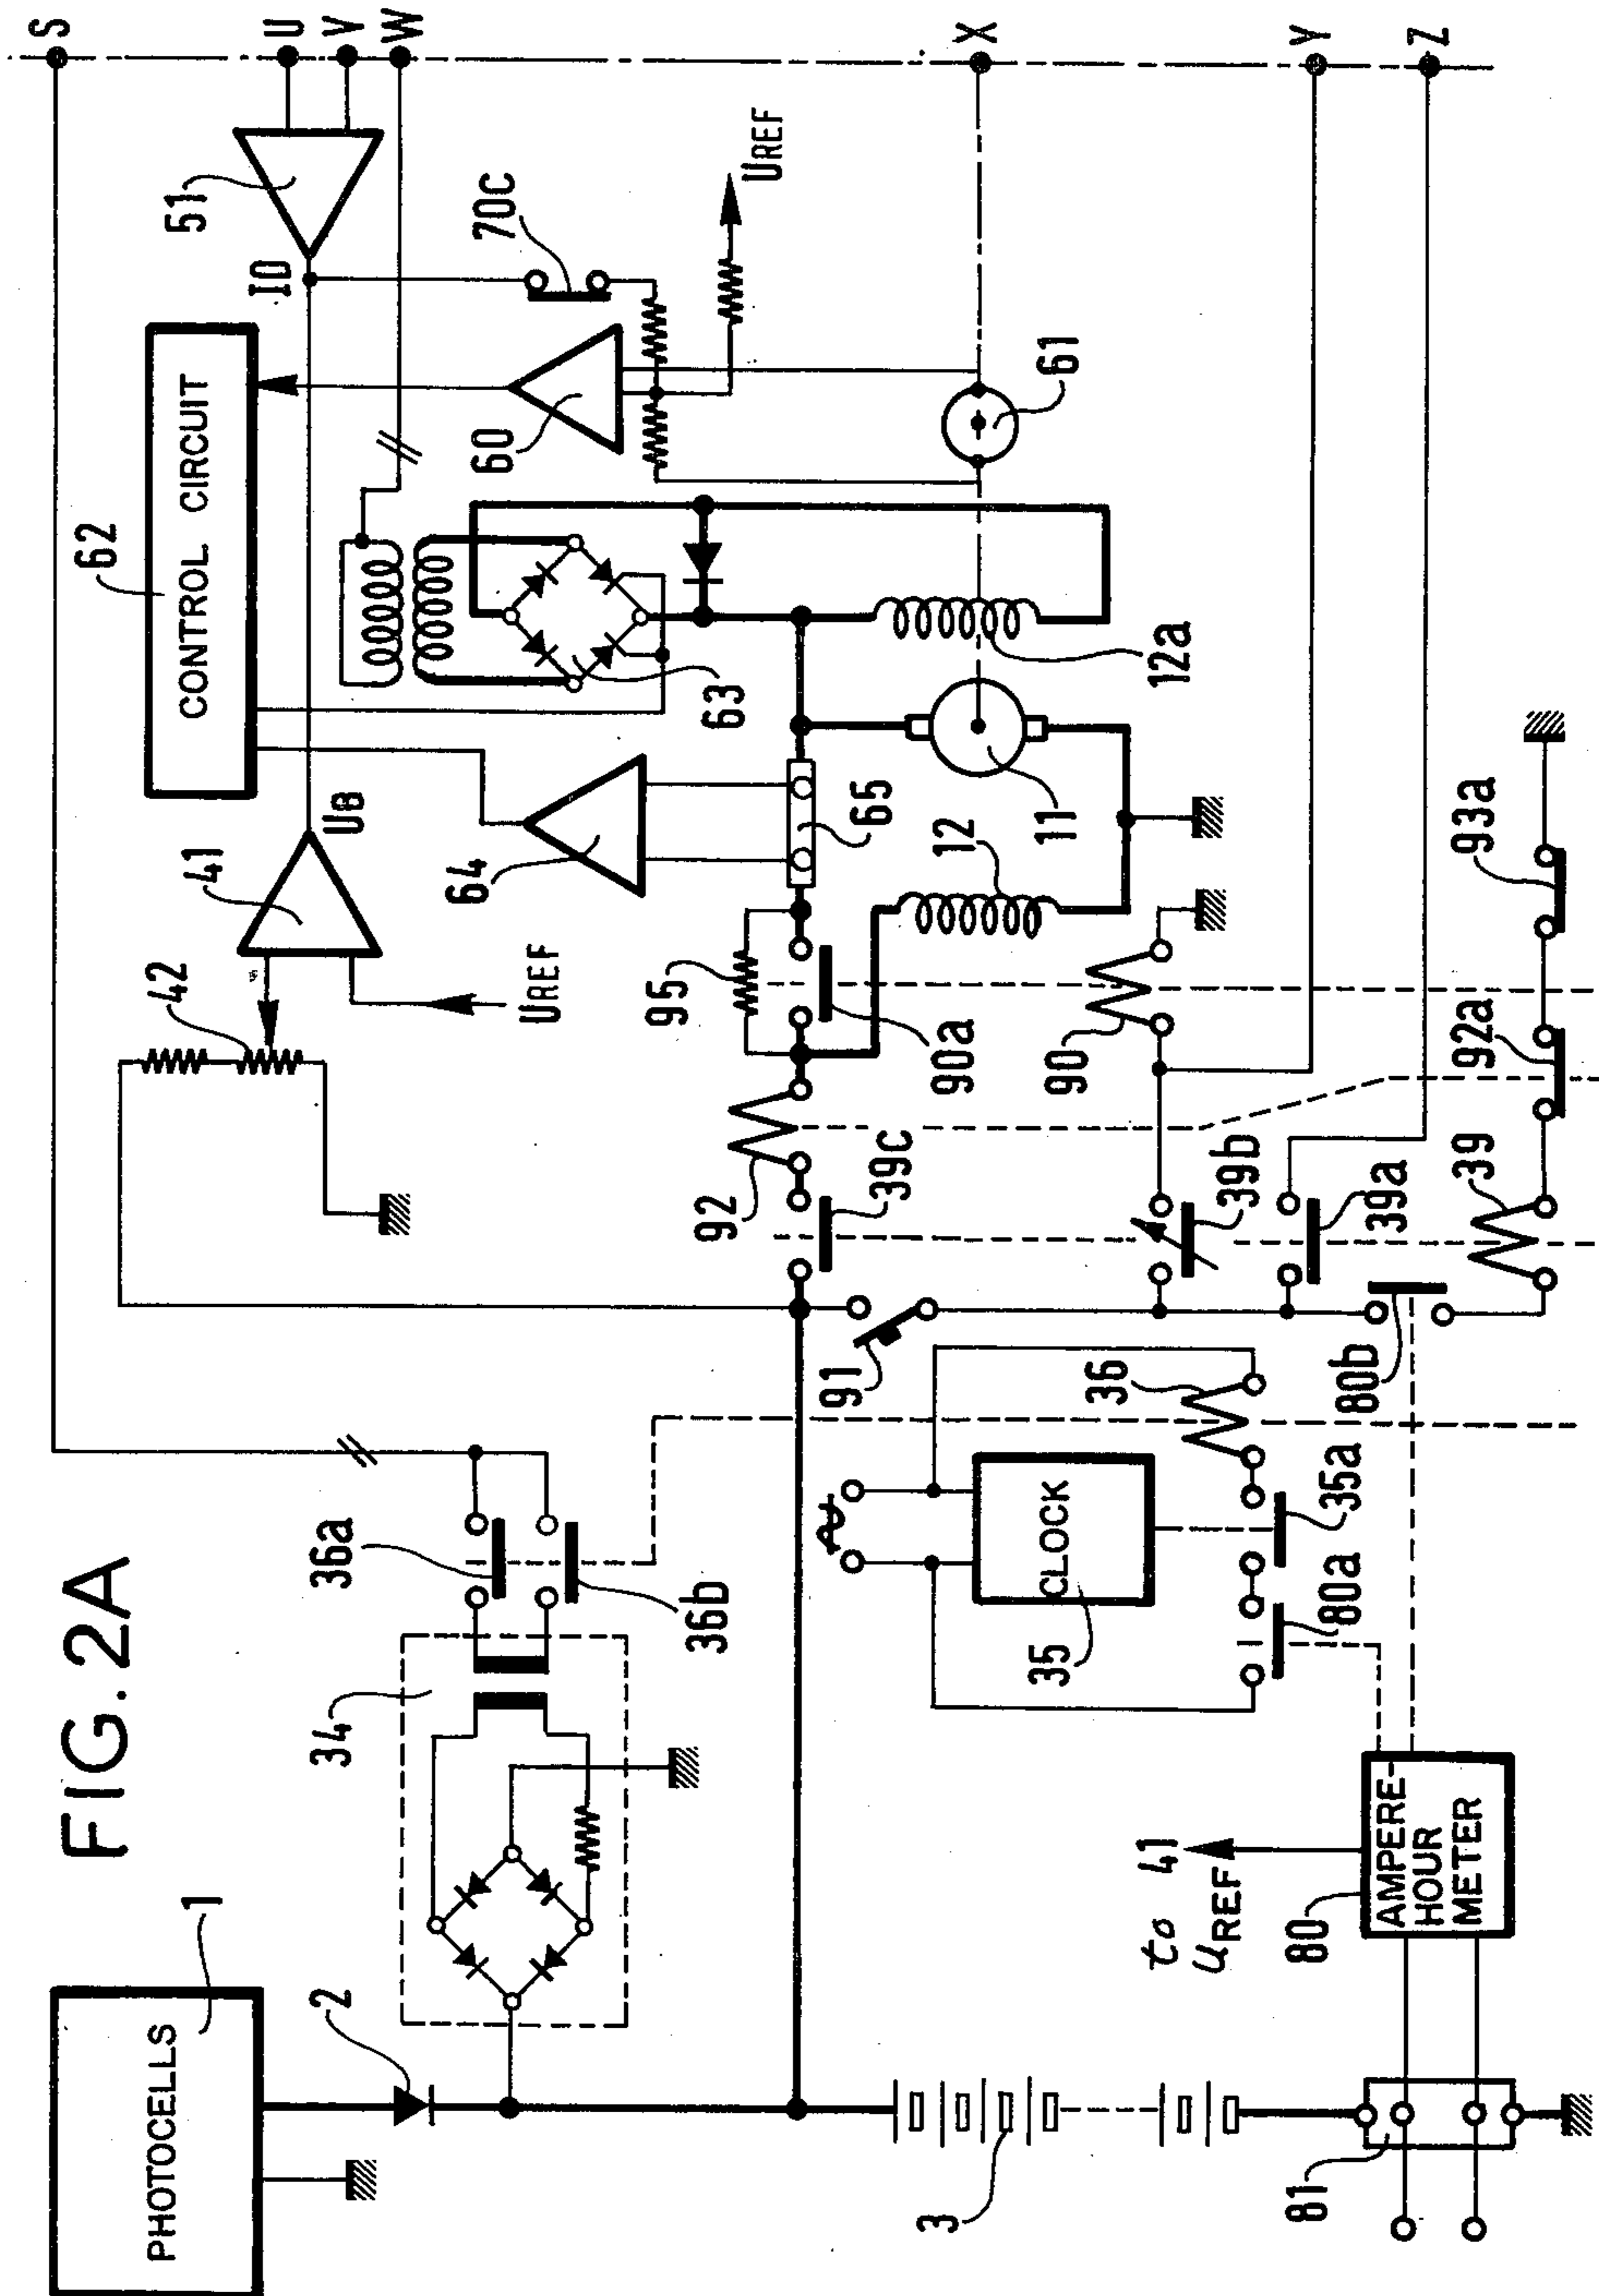 FIG. 2A
PHOTOCELLS
1
2
34
36a
36b
S
3
81
80
AMPERE-
HOUR
METER
to 41
UREF
35
CLOCK
36
35a
80a
80b
91
39c
92
39b
39a
39
42
41
UB
UREF
95
90a
90
92a
93a
12
11
65
64
62
CONTROL CIRCUIT
63
12a
60
61
70C
UREF
ID
51
U
V
W
X
Y
Z